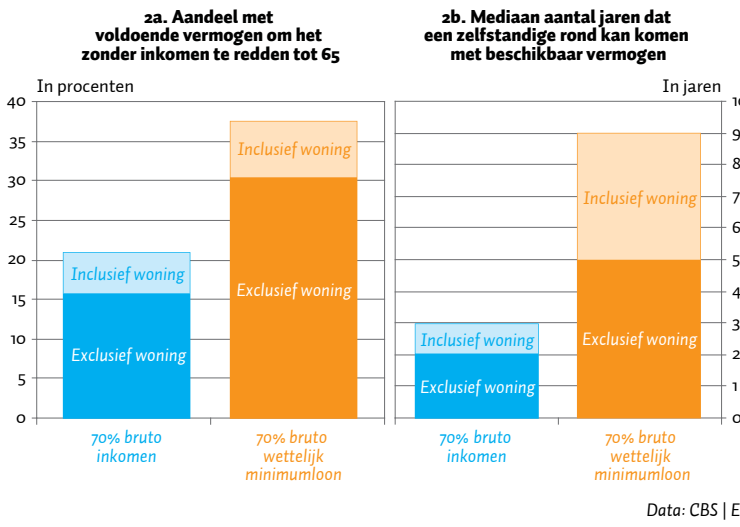 2a. Aandeel met
voldoende vermogen om het
zonder inkomen te redden tot 65
In procenten
40
35
30
25
20
15
10
5
0
Inclusief woning
Exclusief woning
Inclusief woning
Exclusief woning
70% bruto
inkomen
70% bruto
wettelijk
minimumloon
2b. Mediaan aantal jaren dat
een zelfstandige rond kan komen
met beschikbaar vermogen
In jaren
10
9
8
7
6
5
4
3
2
1
0
Inclusief woning
Exclusief woning
Inclusief woning
Exclusief woning
70% bruto
inkomen
70% bruto
wettelijk
minimumloon
Data: CBS | E